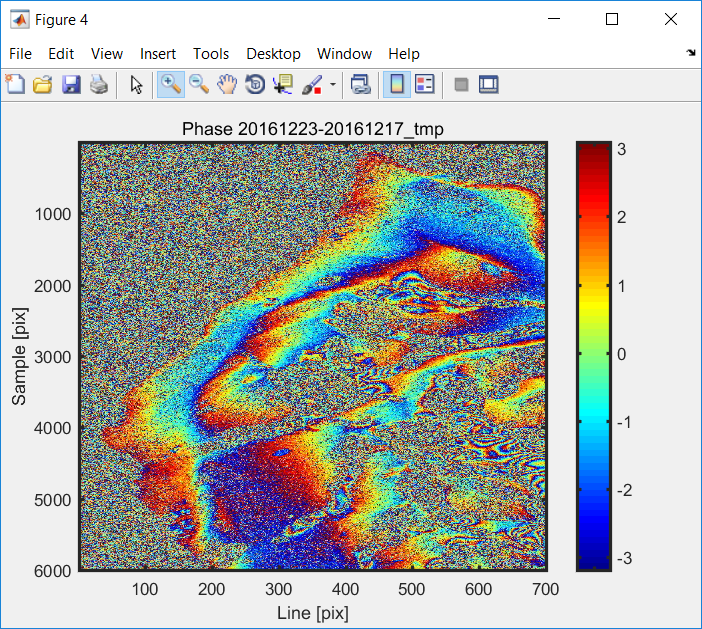 Figure 4
File Edit View Insert Tools Desktop Window Help
Phase 20161223-20161217_tmp
Sample [pix]
1000
2000
3000
4000
5000
6000
100 200 300 400 500 600 700
Line [pix]
3
2
1
0
-1
-2
-3